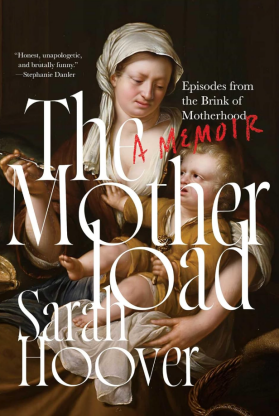 “Honest, unapologetic,
and brutally funny.”
—Stephanie Danler
Episodes from
the Brink of
Motherhood
The
A MEMOIR
Mother
load
Sarah
Hoover